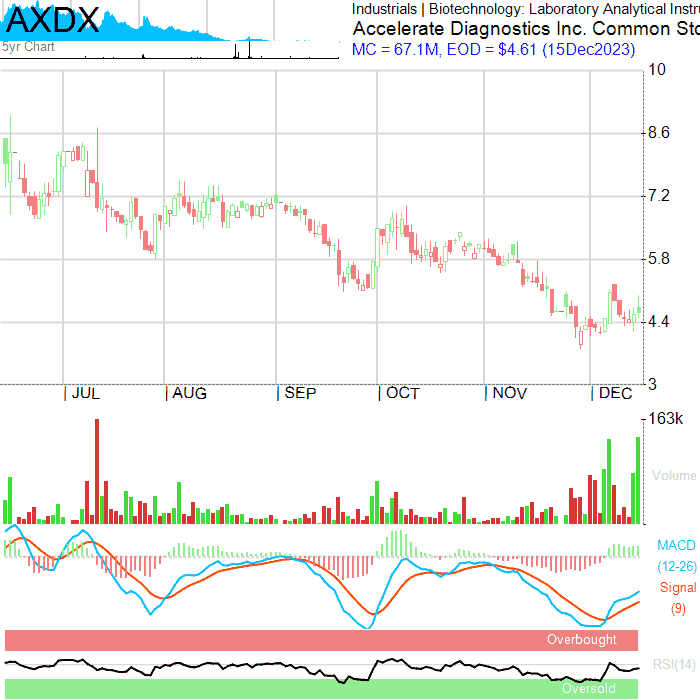 AXDX
5yr Chart
Industrials | Biotechnology: Laboratory Analytical Instru
Accelerate Diagnostics Inc. Common Sto
MC = 67.1M, EOD = $4.61 (15Dec2023)
10
8.6
7.2
5.8
4.4
3
JUL
AUG
SEP
OCT
NOV
DEC
163k
Volume
MACD
(12-26)
Signal
(9)
Overbought
RSI(14)
Oversold